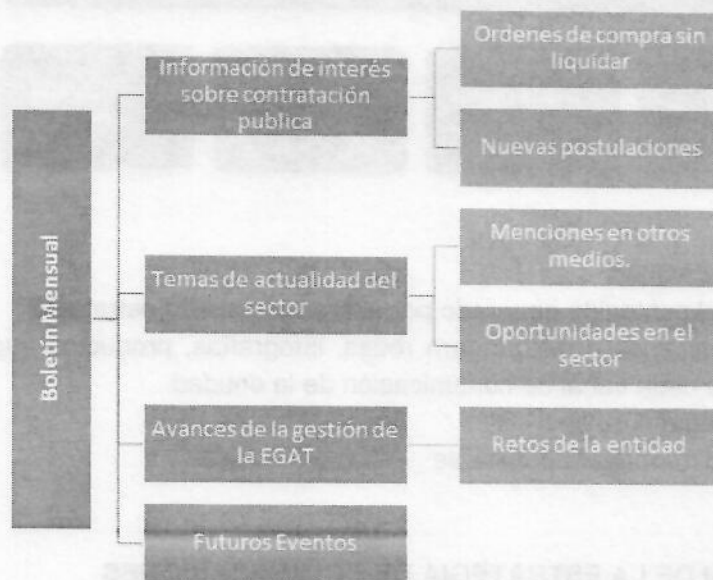 Boletín Mensual
Información de interés
sobre contratación
publica
Ordenes de compra sin
liquidar
Nuevas postulaciones
Temas de actualidad del
sector
Menciones en otros
medios.
Oportunidades en el
sector
Avances de la gestión de
la EGAT
Retos de la entidad
Futuros Eventos